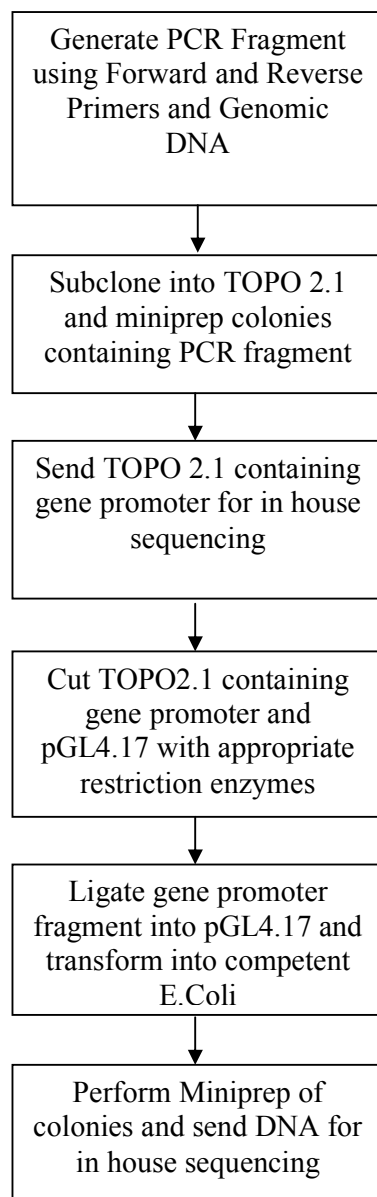 Generate PCR Fragment
using Forward and Reverse
Primers and Genomic
DNA
Subclone into TOPO 2.1
and miniprep colonies
containing PCR fragment
Send TOPO 2.1 containing
gene promoter for in house
sequencing
Cut TOPO2.1 containing
gene promoter and
pGL4.17 with appropriate
restriction enzymes
Ligate gene promoter
fragment into pGL4.17 and
transform into competent
E.Coli
Perform Miniprep of
colonies and send DNA for
in house sequencing